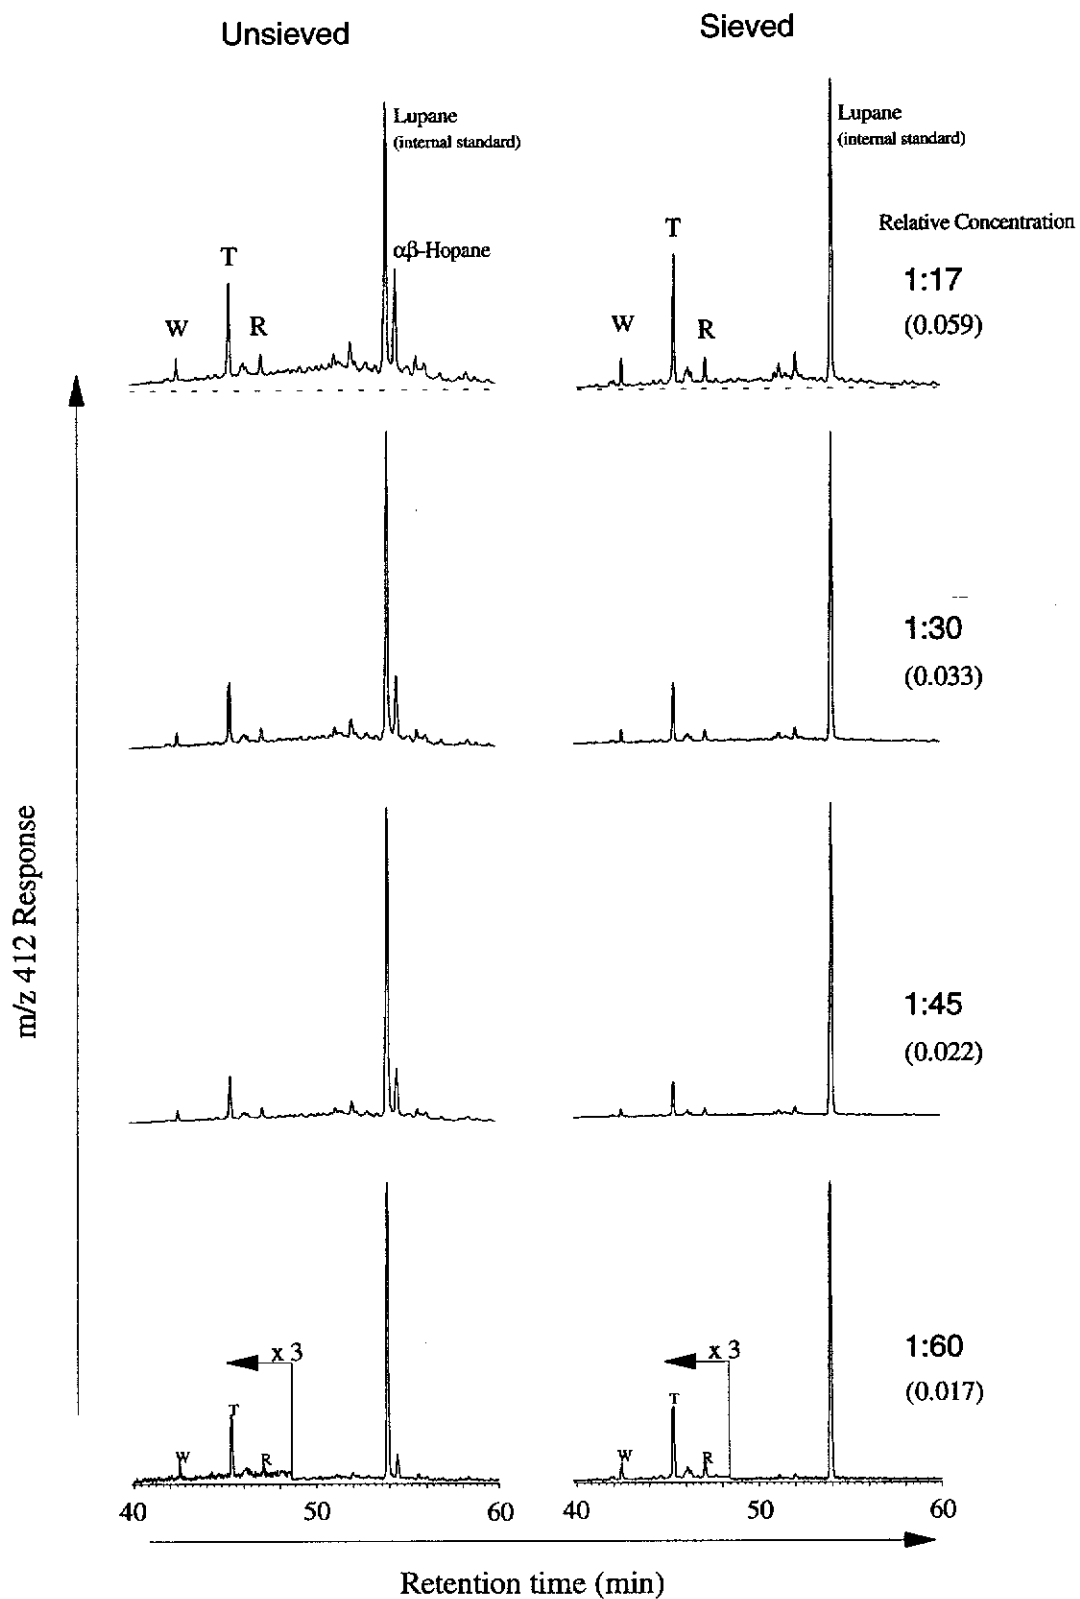 Unsieved
Sieved
Lupane
(internal standard)
Lupane
(internal standard)
Relative Concentration
αβ-Hopane
T
T
W
R
W
R
1:17
(0.059)
1:30
(0.033)
1:45
(0.022)
1:60
(0.017)
x 3
x 3
T
W
R
T
W
R
40
50
60
40
50
60
m/z 412 Response
Retention time (min)